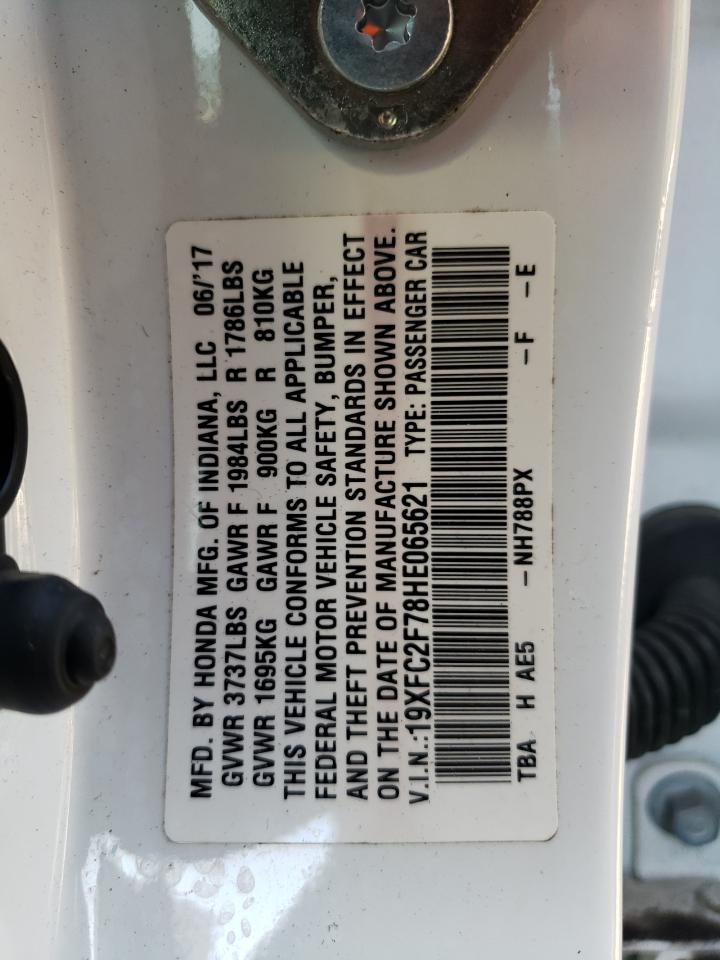 MFD. BY HONDA MFG. OF INDIANA, LLC 06/'17
GVWR 3737LBS GAWR F 1984LBS R 1786LBS
GVWR 1695KG GAWR F 900KG R 810KG
THIS VEHICLE CONFORMS TO ALL APPLICABLE
FEDERAL MOTOR VEHICLE SAFETY, BUMPER,
AND THEFT PREVENTION STANDARDS IN EFFECT
ON THE DATE OF MANUFACTURE SHOWN ABOVE.
V.I.N.:19XFC2F78HE065621 TYPE: PASSENGER CAR
TBA H AE5 -NH788PX -F -E